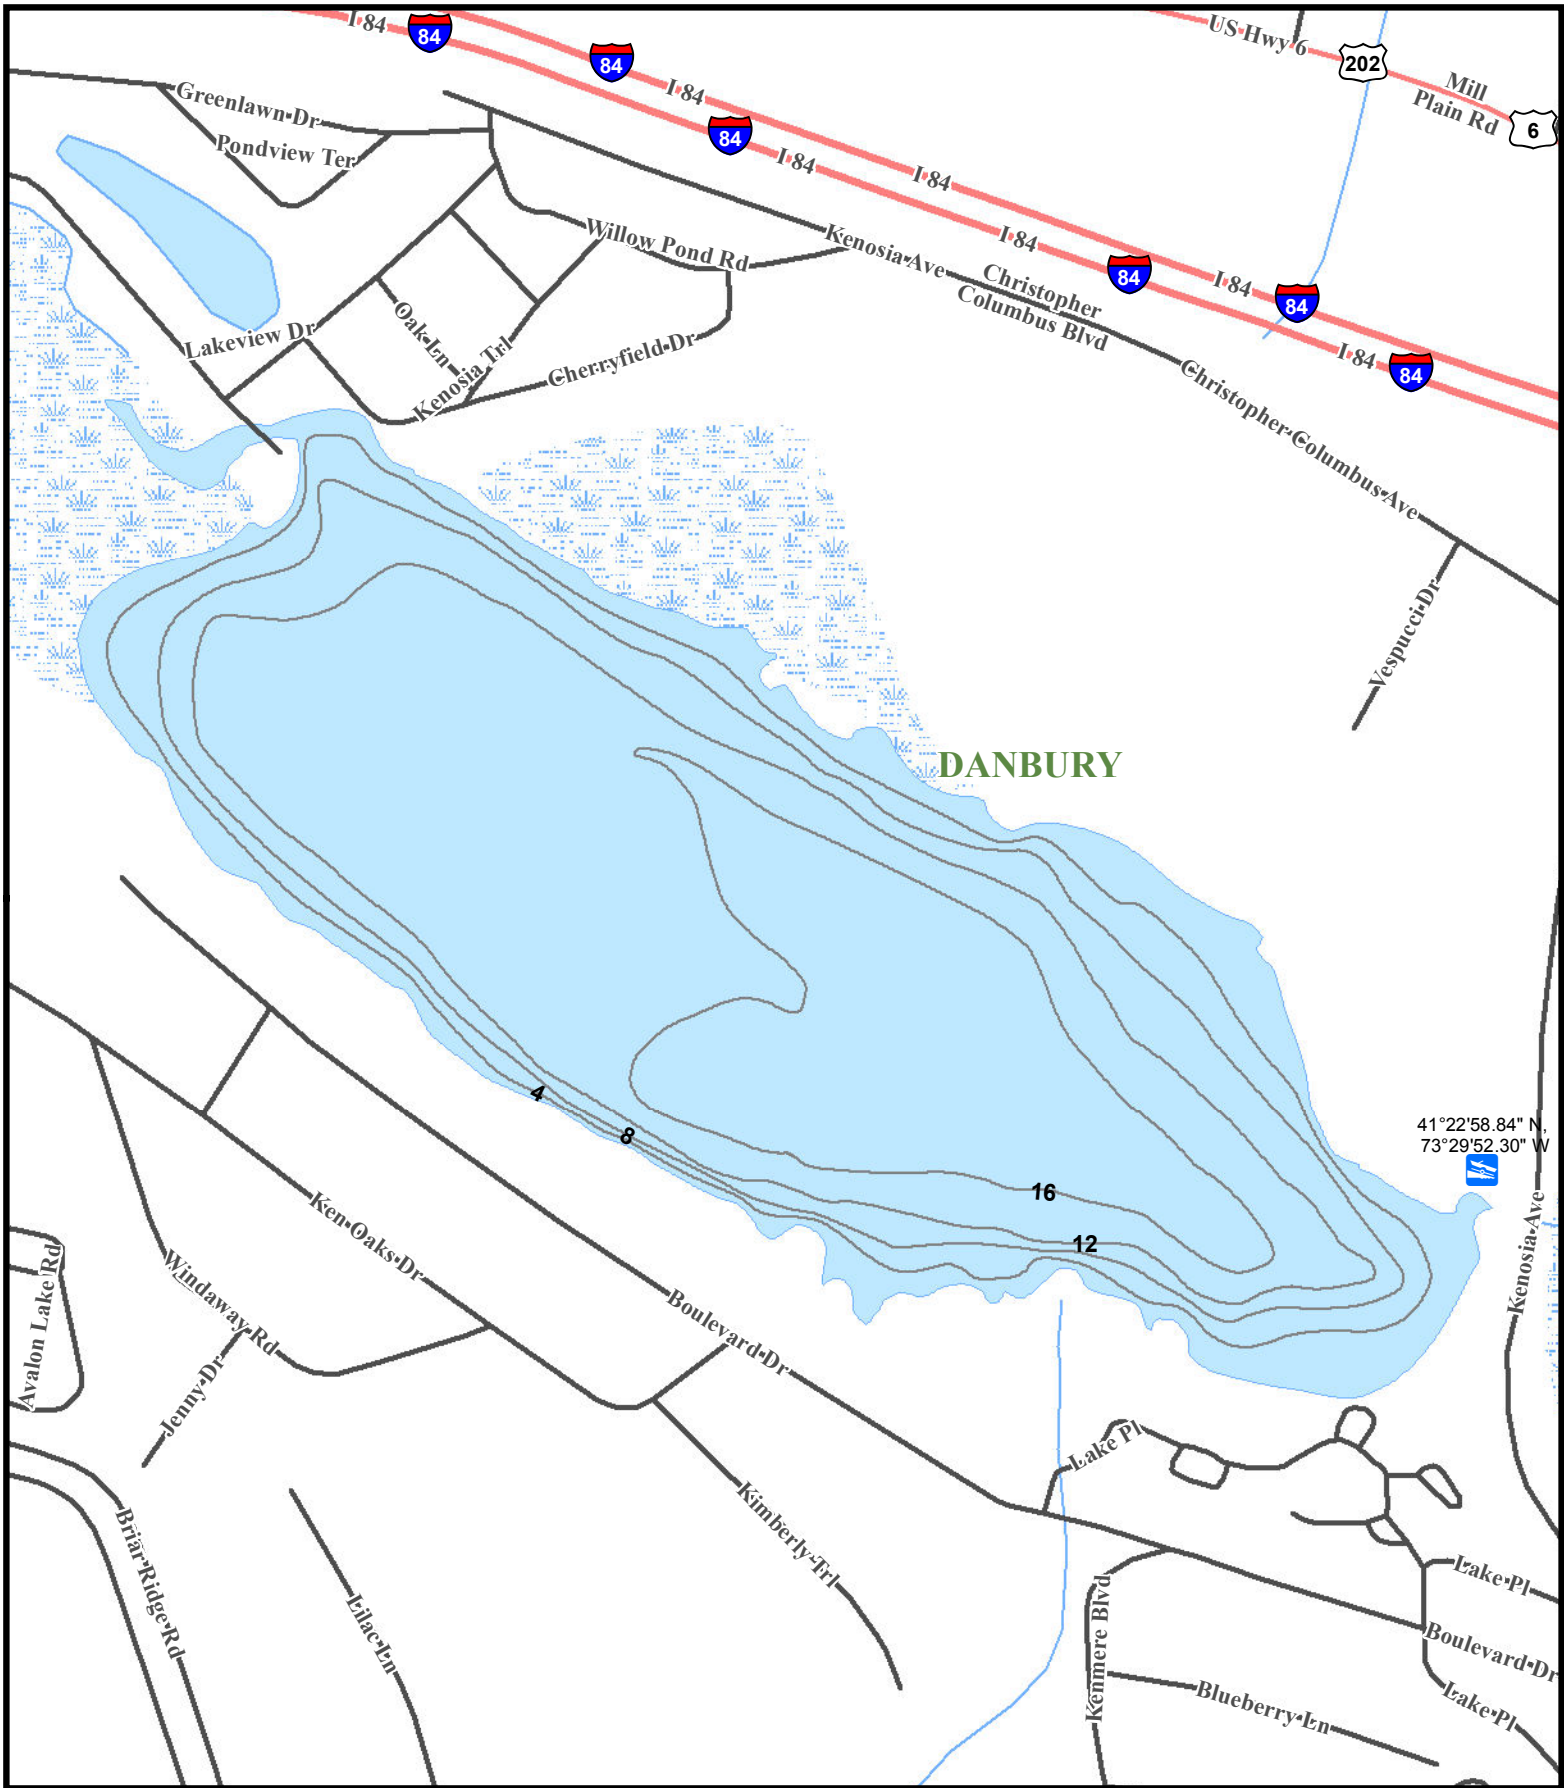 I 84
84
84
I 84
84
I 84
I 84
I 84
84
I 84
84
I 84
84
US Hwy 6
202
Mill
Plain Rd
6
Greenlawn Dr
Pondview Ter
Willow Pond Rd
Kenosia Ave
Christopher
Columbus Blvd
Lakeview Dr
Oak Ln
Kenosia Trl
Cherryfield Dr
Christopher Columbus Ave
Vespucci Dr
DANBURY
4
8
16
12
41°22'58.84" N,
73°29'52.30" W
Kenosia Ave
Ken Oaks Dr
Windaway Rd
Avalon Lake Rd
Jenny Dr
Boulevard Dr
Lake Pl
Kimberly Trl
Briar Ridge Rd
Lilac Ln
Kenmere Blvd
Lake Pl
Boulevard Dr
Blueberry Ln
Lake Pl